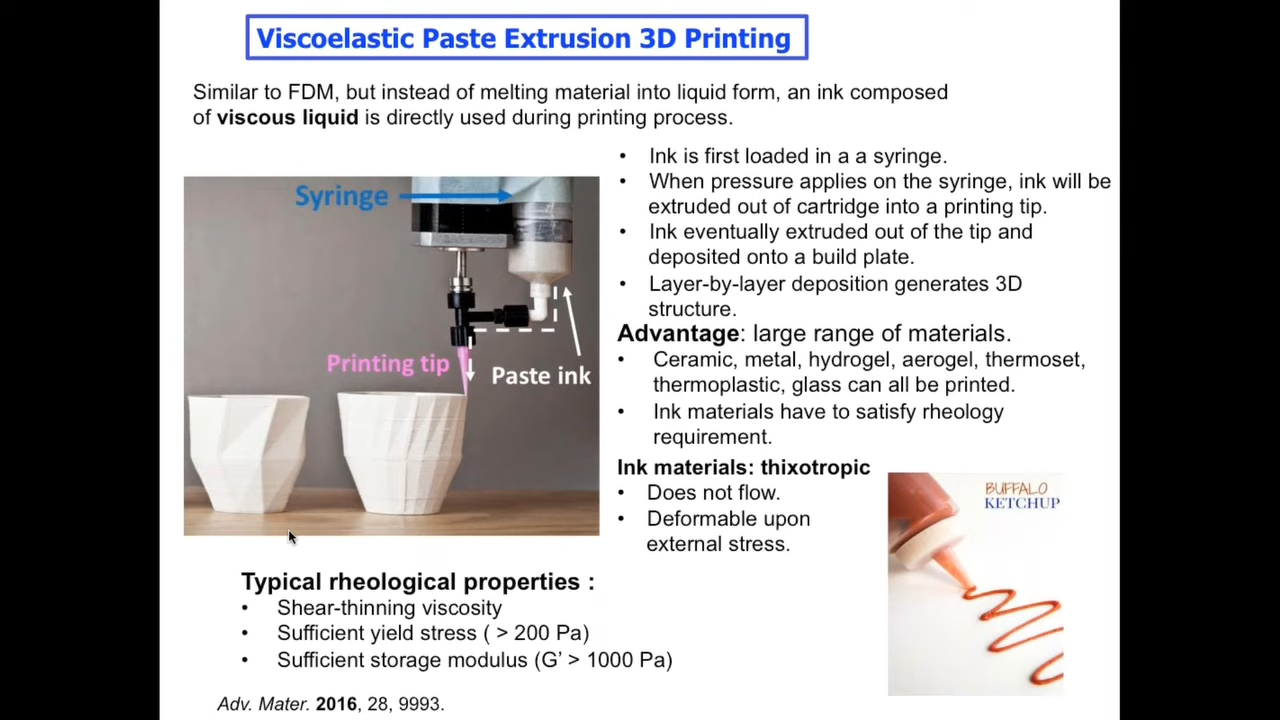 Viscoelastic Paste Extrusion 3D Printing
Similar to FDM, but instead of melting material into liquid form, an ink composed
of viscous liquid is directly used during printing process.
Syringe
Printing tip
Paste ink
• Ink is first loaded in a a syringe.
• When pressure applies on the syringe, ink will be
extruded out of cartridge into a printing tip.
• Ink eventually extruded out of the tip and
deposited onto a build plate.
• Layer-by-layer deposition generates 3D
structure.
Advantage: large range of materials.
• Ceramic, metal, hydrogel, aerogel, thermoset,
thermoplastic, glass can all be printed.
• Ink materials have to satisfy rheology
requirement.
Ink materials: thixotropic
• Does not flow.
• Deformable upon
external stress.
BUFFALO
KETCHUP
Typical rheological properties :
• Shear-thinning viscosity
• Sufficient yield stress ( > 200 Pa)
• Sufficient storage modulus (G’ > 1000 Pa)
Adv. Mater. 2016, 28, 9993.